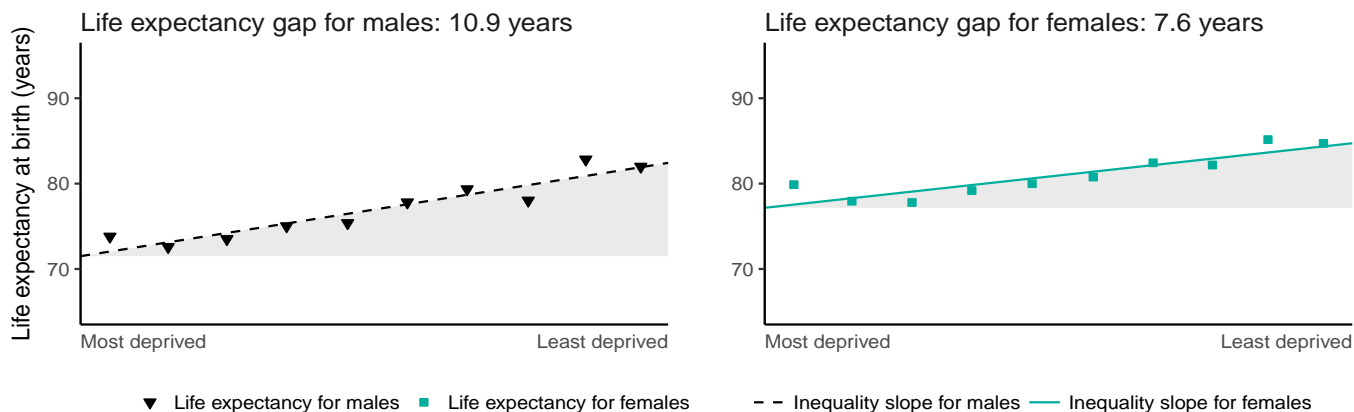 Life expectancy gap for males: 10.9 years
Life expectancy at birth (years)
90
80
70
Most deprived Least deprived
Life expectancy gap for females: 7.6 years
90
80
70
Most deprived Least deprived
Life expectancy for males Life expectancy for females Inequality slope for males Inequality slope for females